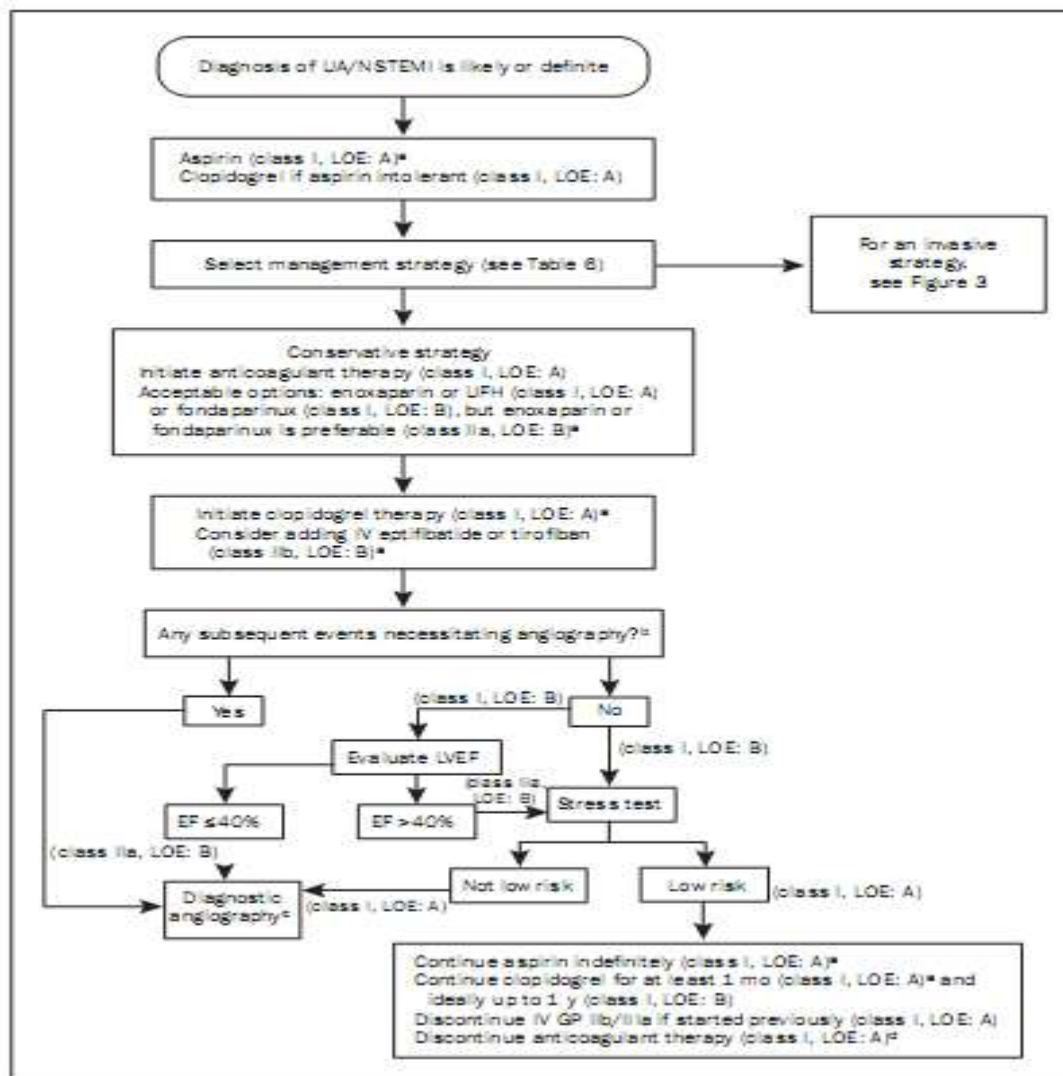 Diagnosis of UA/NSTEMI is likely or definite
Aspirin (class I, LOE: A)ª
Clopidogrel if aspirin intolerant (class I, LOE: A)
Select management strategy (see Table 6)
For an invasive
strategy,
see Figure 3
Conservative strategy
Initiate anticoagulant therapy (class I, LOE: A)
Acceptable options: enoxaparin or UFH (class I, LOE: A)
or fondaparinux (class I, LOE: B), but enoxaparin or
fondaparinux is preferable (class IIa, LOE: B)ª
Initiate clopidogrel therapy (class I, LOE: A)ª
Consider adding IV eptifibatide or tirofiban
(class IIb, LOE: B)ª
Any subsequent events necessitating angiography?ᵇ
Yes
(class I, LOE: B)
No
(class I, LOE: B)
Evaluate LVEF
(class IIa,
LOE: B)
Stress test
EF ≤40%
EF >40%
(class IIa, LOE: B)
Not low risk
Low risk
(class I, LOE: A)
Diagnostic
angiographyᶜ
(class I, LOE: A)
Continue aspirin indefinitely (class I, LOE: A)ª
Continue clopidogrel for at least 1 mo (class I, LOE: A)ª and
ideally up to 1 y (class I, LOE: B)
Discontinue IV GP IIb/IIIa if started previously (class I, LOE: A)
Discontinue anticoagulant therapy (class I, LOE: A)ᵈ